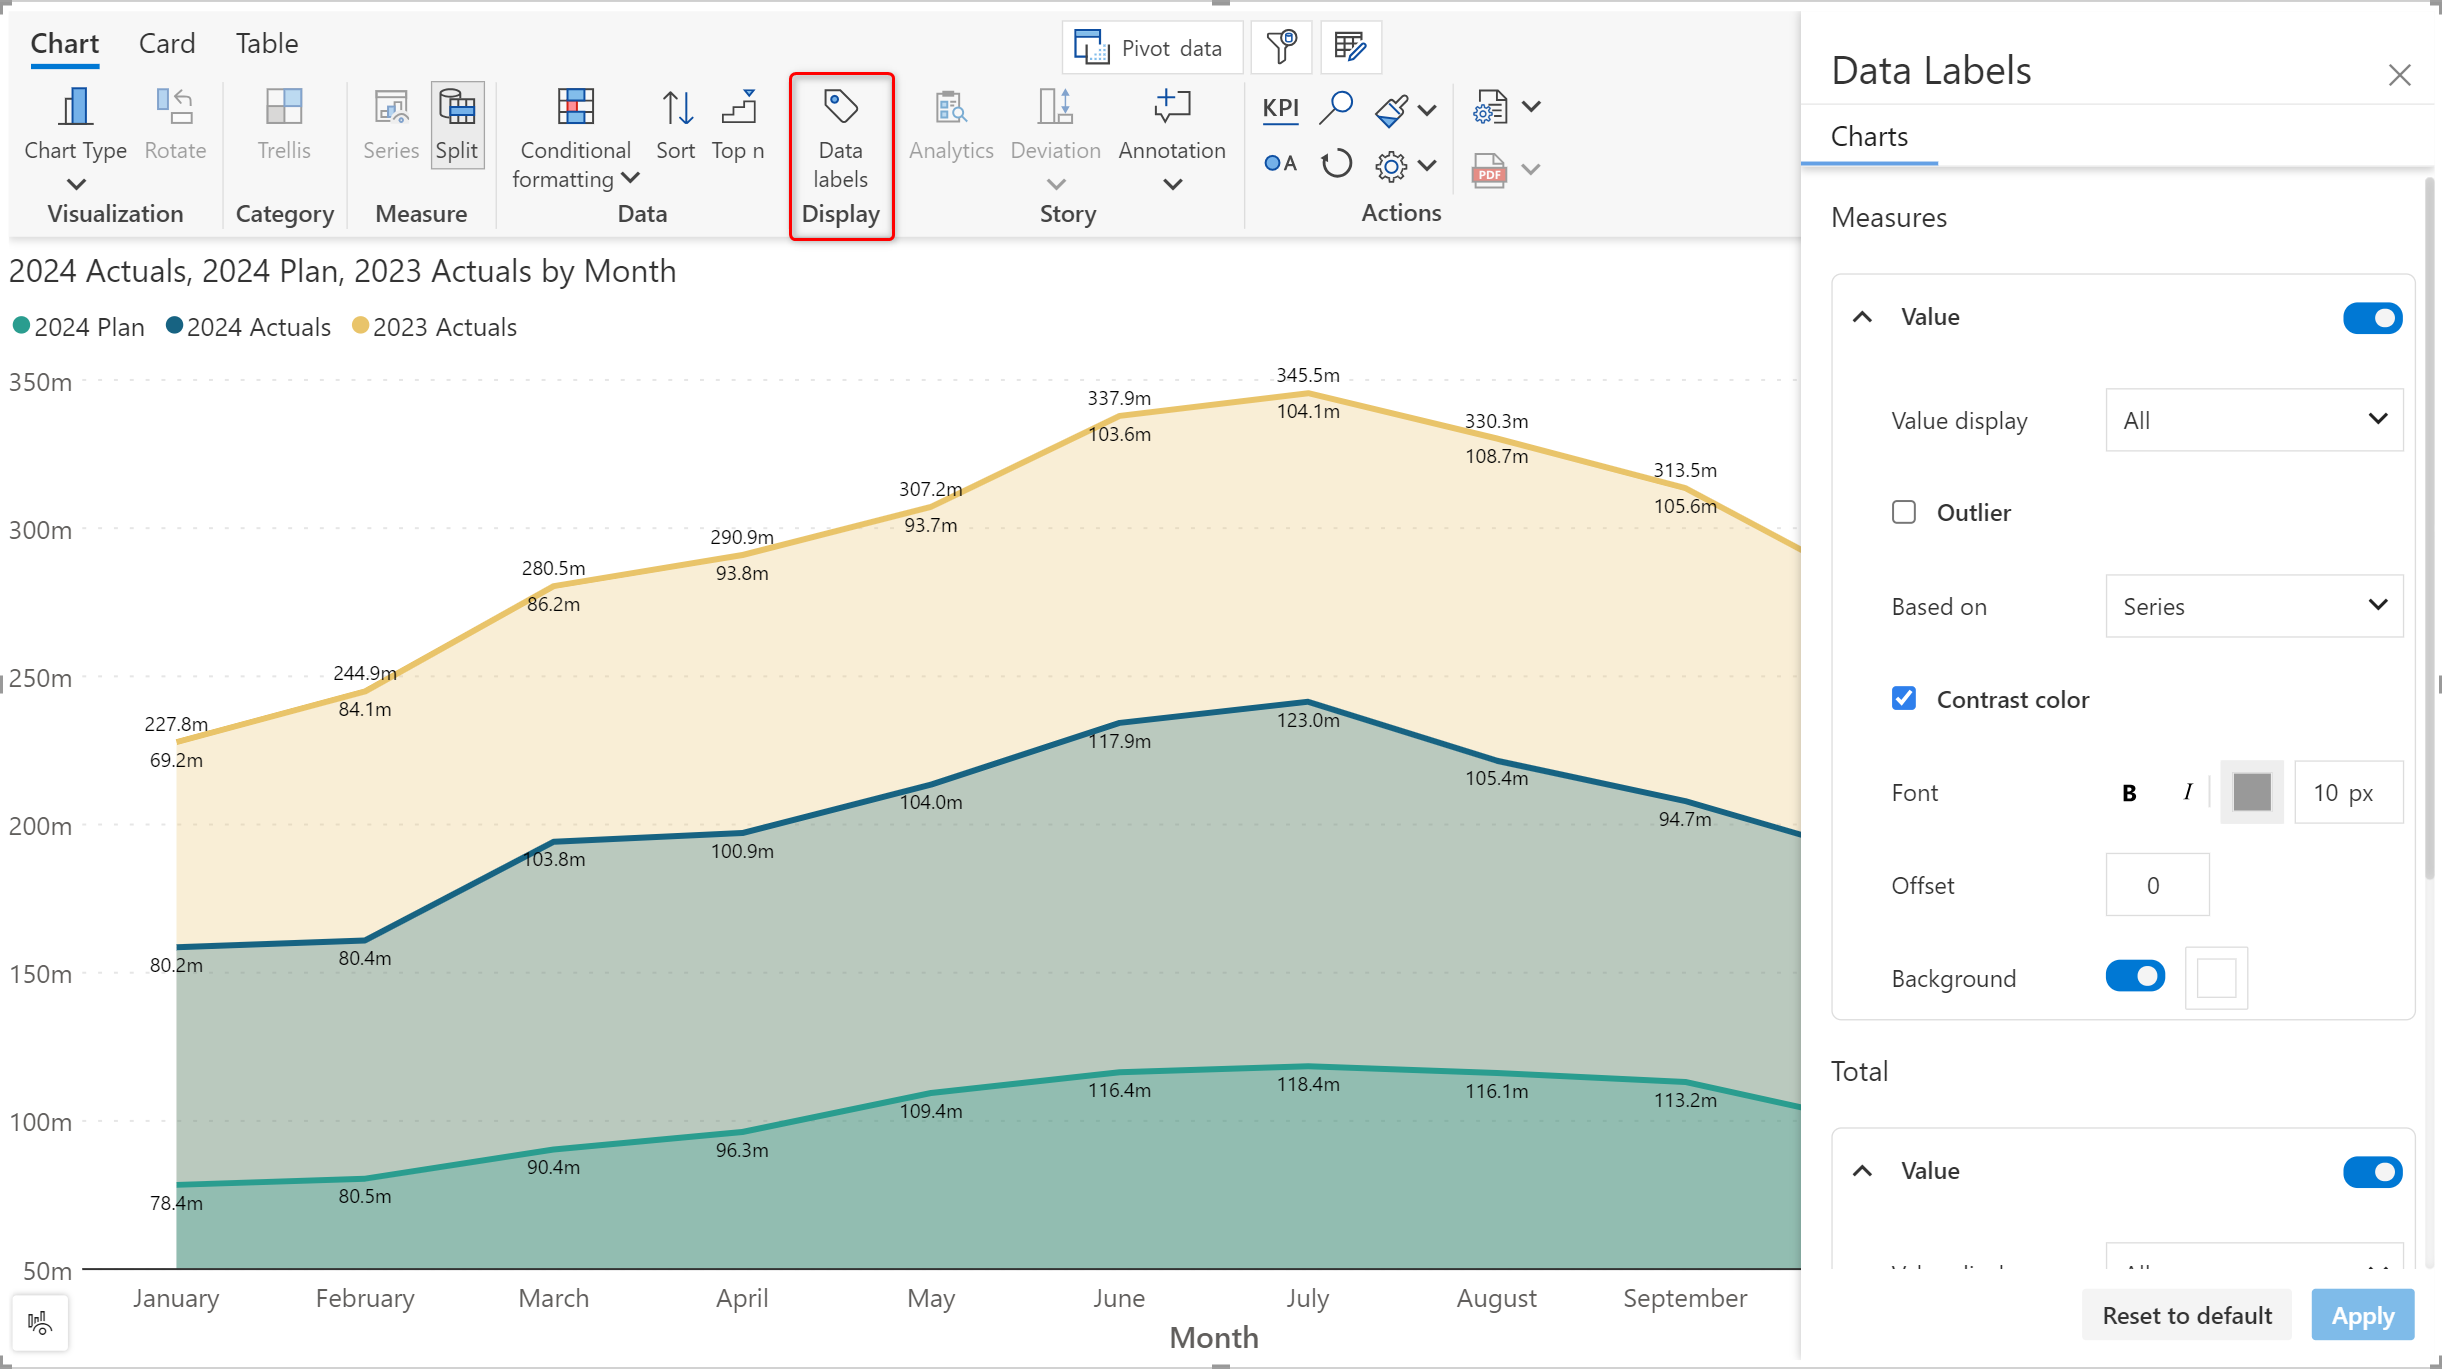 Chart Card Table
Pivot data
Chart Type
Rotate
Visualization
Trellis
Category
Series
Split
Measure
Conditional
formatting
Sort
Top n
Data
Data
labels
Display
Analytics
Deviation
Annotation
Story
KPI
A
PDF
Actions
2024 Actuals, 2024 Plan, 2023 Actuals by Month
2024 Plan 2024 Actuals 2023 Actuals
350m
300m
250m
200m
150m
100m
50m
227.8m
244.9m
280.5m
290.9m
307.2m
337.9m
345.5m
330.3m
313.5m
69.2m
84.1m
86.2m
93.8m
93.7m
103.6m
104.1m
108.7m
105.6m
80.2m
80.4m
103.8m
100.9m
104.0m
117.9m
123.0m
105.4m
94.7m
78.4m
80.5m
90.4m
96.3m
109.4m
116.4m
118.4m
116.1m
113.2m
January February March April May June July August September
Month
Data Labels
Charts
Measures
Value
Value display All
Outlier
Based on Series
Contrast color
Font B I 10 px
Offset 0
Background
Total
Value
Reset to default Apply